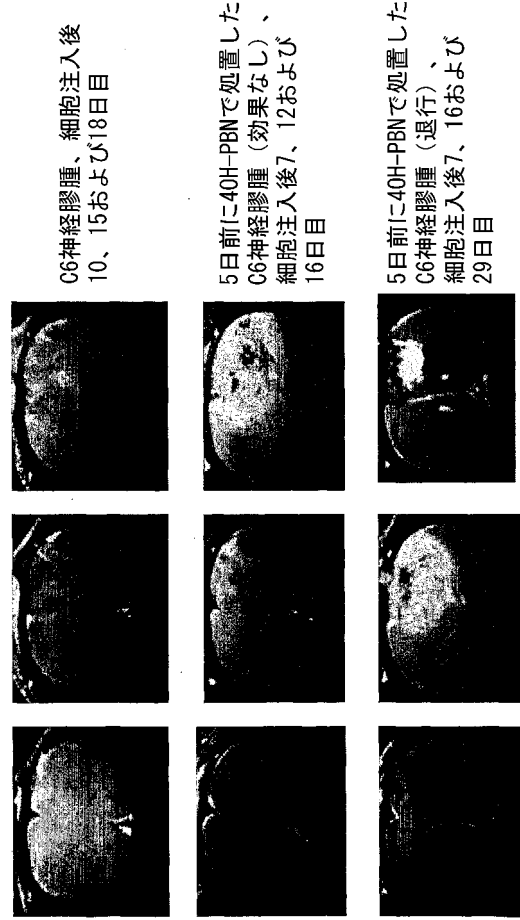 C6神経膠腫、細胞注入後
10、15および18日目
5日前に4OH-PBNで処置した
C6神経膠腫（効果なし）、
細胞注入後7、12および
16日目
5日前に4OH-PBNで処置した
C6神経膠腫（退行）、
細胞注入後7、16および
29日目